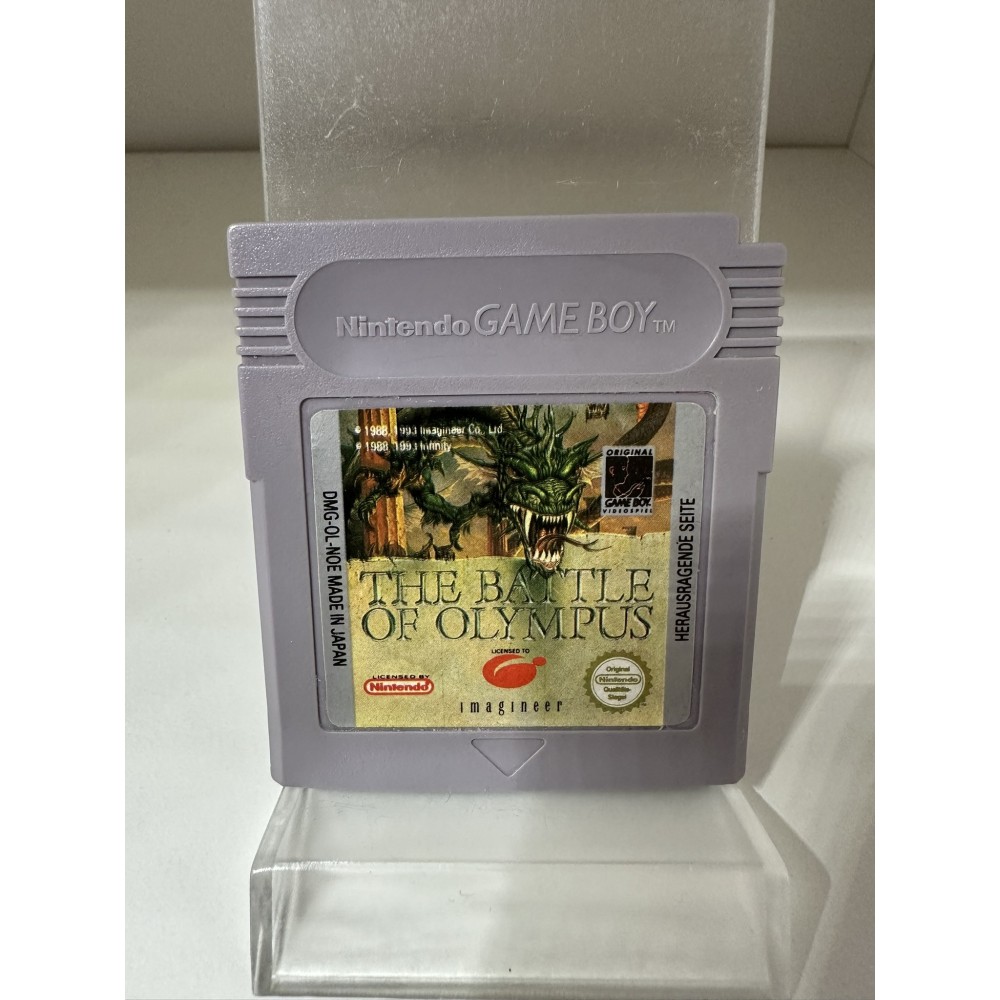 Nintendo GAME BOY TM
© 1988, 1993 Imagineer Co., Ltd.
© 1988, 1993 Infinity
ORIGINAL
GAME BOY
VIDEOSPIEL
DMG-OL-NOE MADE IN JAPAN
HERAUSRAGENDE SEITE
THE BATTLE
OF OLYMPUS
LICENSED TO
imagineer
LICENSED BY
Nintendo
Original
Nintendo
Qualitäts-
Siegel